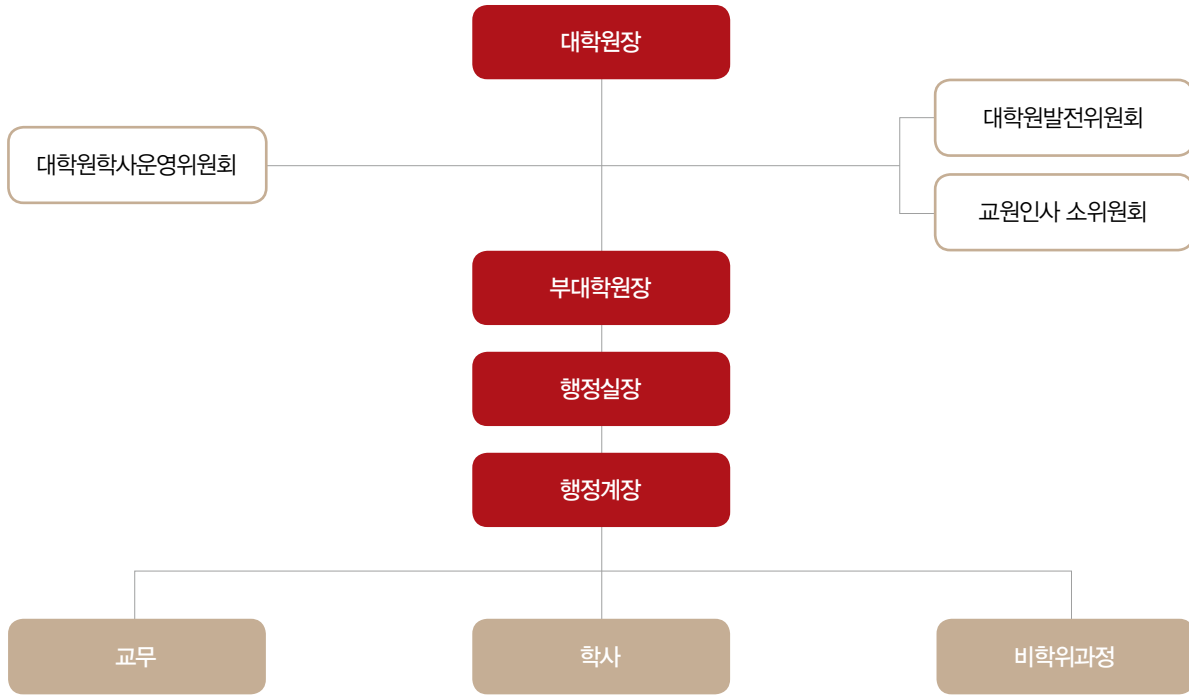 대학원장
대학원발전위원회
대학원학사운영위원회
교원인사 소위원회
부대학원장
행정실장
행정계장
교무
학사
비학위과정